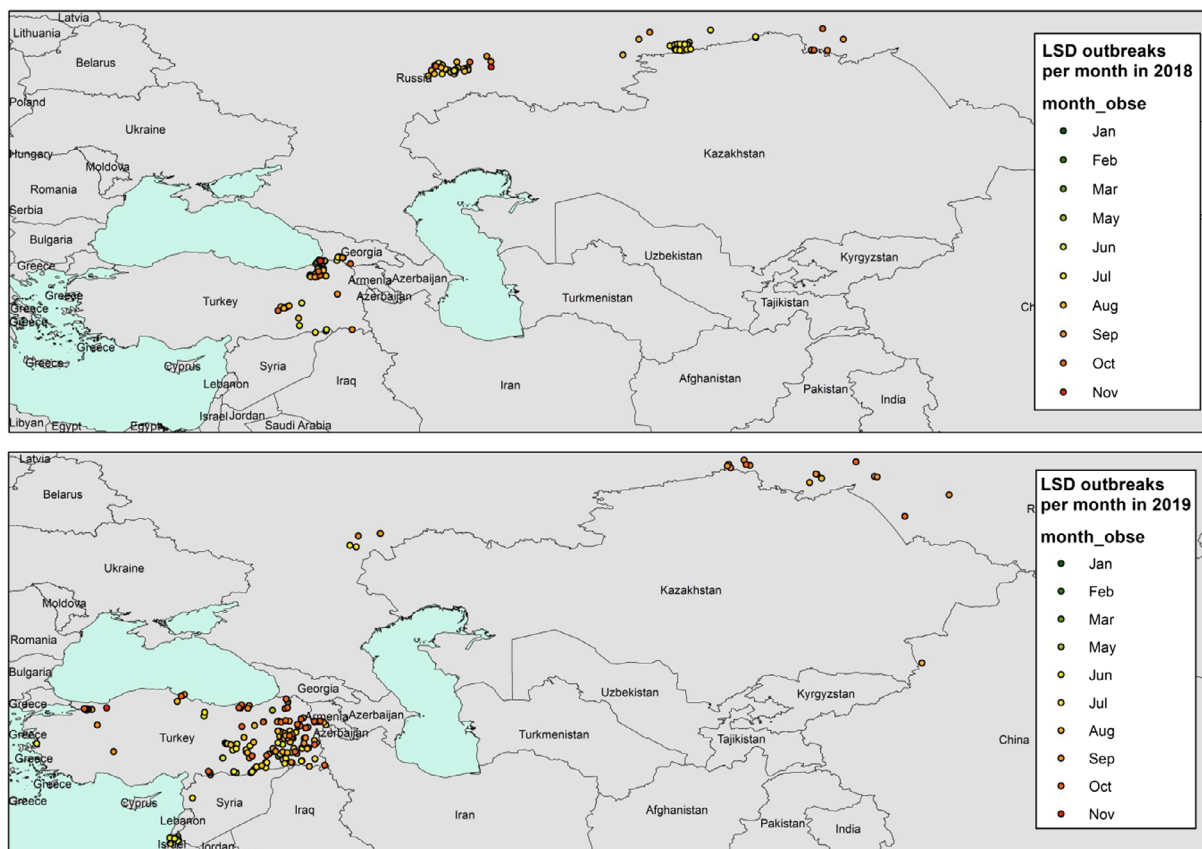 Latvia
Lithuania
Belarus
Russia
Poland
Ukraine
Kazakhstan
Hungary
Moldova
Romania
Serbia
Bulgaria
Georgia
Uzbekistan
Kyrgyzstan
Greece
Armenia
Azerbaijan
Greece
Turkey
Azerbaijan
Turkmenistan
Tajikistan
Greece
Greece
Greece
Greece
Cyprus
Syria
Iraq
Iran
Afghanistan
Pakistan
India
Lebanon
Israel
Jordan
Libyan
Egypt
Egypt
Saudi Arabia
LSD outbreaks
per month in 2018
month_obse
Jan
Feb
Mar
May
Jun
Jul
Aug
Sep
Oct
Nov
Latvia
Belarus
Ukraine
Kazakhstan
Moldova
Romania
Bulgaria
Georgia
Uzbekistan
Kyrgyzstan
Greece
Armenia
Azerbaijan
Greece
Turkey
Azerbaijan
Turkmenistan
Tajikistan
China
Greece
Greece
Greece
Cyprus
Syria
Iraq
Iran
Afghanistan
Pakistan
India
Lebanon
Israel
Jordan
LSD outbreaks
per month in 2019
month_obse
Jan
Feb
Mar
May
Jun
Jul
Aug
Sep
Oct
Nov